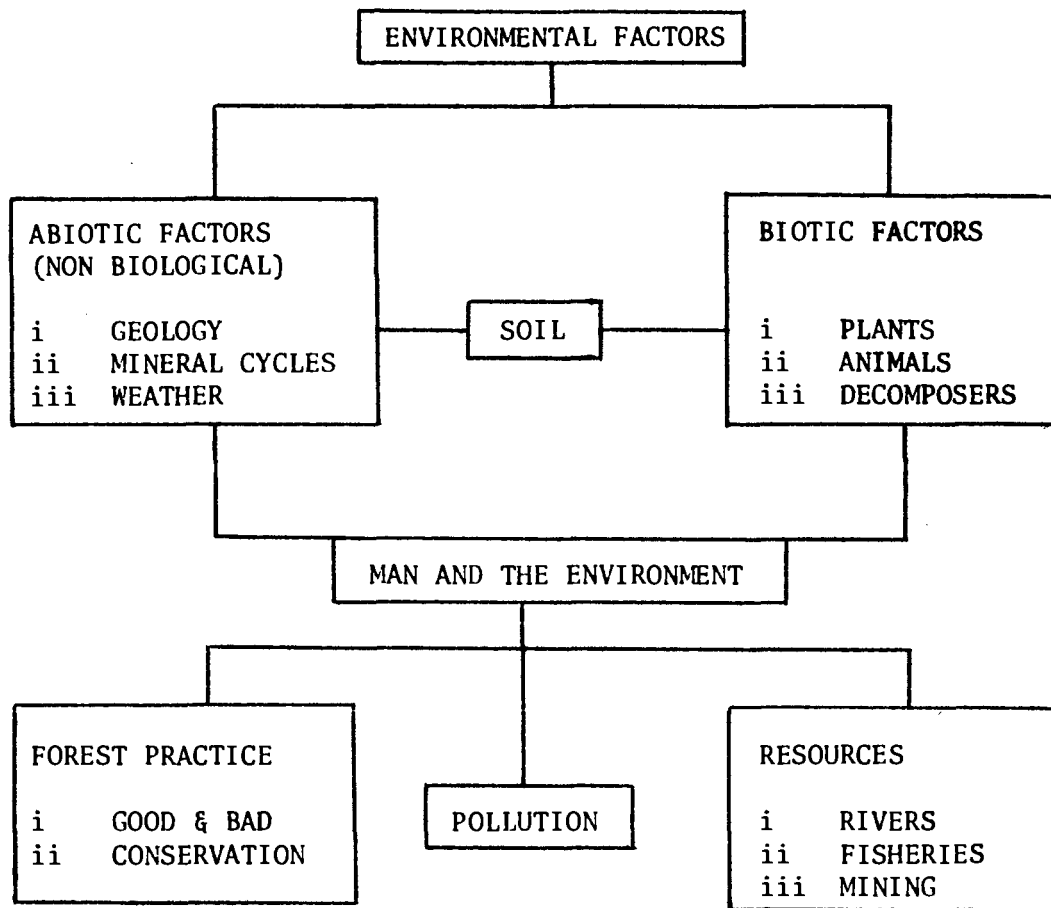 ENVIRONMENTAL FACTORS
ABIOTIC FACTORS
(NON BIOLOGICAL)
i GEOLOGY
ii MINERAL CYCLES
iii WEATHER
SOIL
BIOTIC FACTORS
i PLANTS
ii ANIMALS
iii DECOMPOSERS
MAN AND THE ENVIRONMENT
FOREST PRACTICE
i GOOD & BAD
ii CONSERVATION
POLLUTION
RESOURCES
i RIVERS
ii FISHERIES
iii MINING